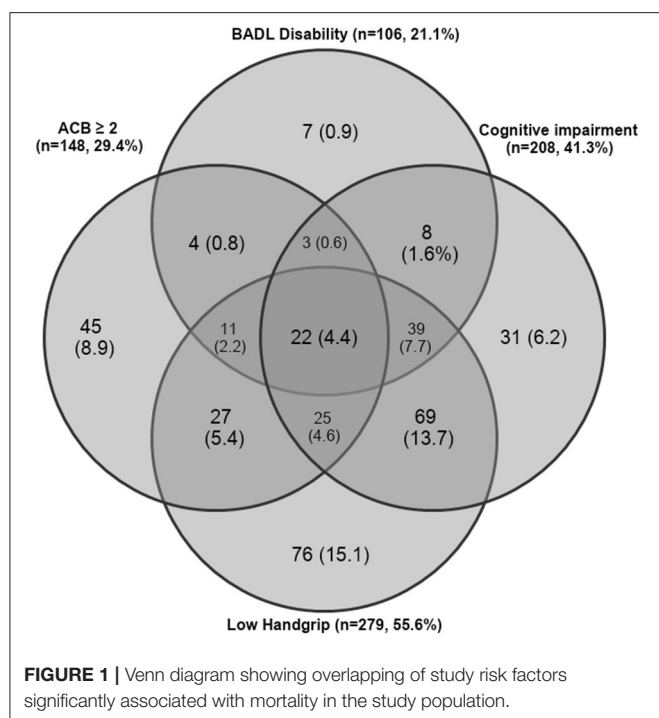 BADL Disability (n=106, 21.1%)
ACB ≥ 2
(n=148, 29.4%)
Cognitive impairment
(n=208, 41.3%)
7 (0.9)
4 (0.8)
3 (0.6)
8
(1.6%)
45
(8.9)
11
(2.2)
22 (4.4)
39
(7.7)
31 (6.2)
27
(5.4)
25
(4.6)
69
(13.7)
76 (15.1)
Low Handgrip (n=279, 55.6%)
FIGURE 1 | Venn diagram showing overlapping of study risk factors
significantly associated with mortality in the study population.